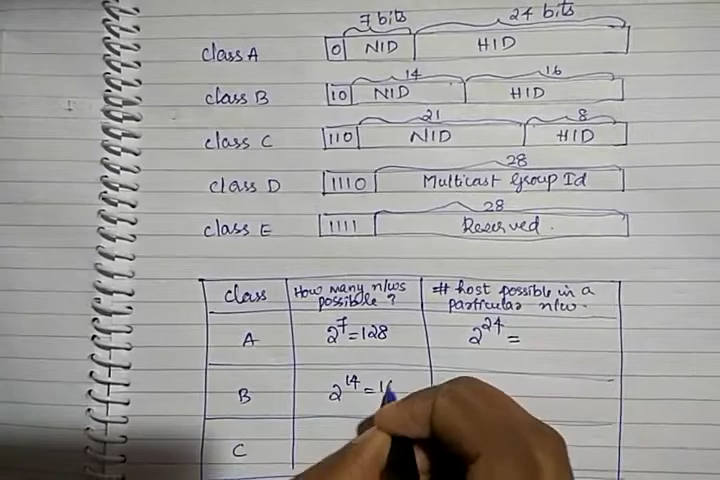 7 bits 24 bits
class A 0 NID HID
14 16
class B 10 NID HID
21 8
class C 110 NID HID
28
class D 1110 Multicast Group Id
28
class E 1111 Reserved.
class How many n/ws possible ? # host possible in a particular n/w.
A 2^7=128 2^24=
B 2^14=1
C